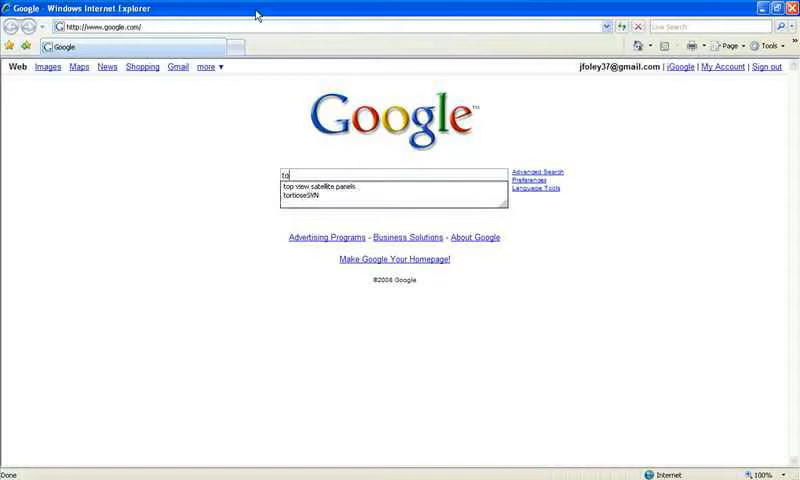 Google - Windows Internet Explorer
http://www.google.com/
Live Search
Google
Page
Tools
Web Images Maps News Shopping Gmail more ▼
jfoley37@gmail.com | iGoogle | My Account | Sign out
Google™
to
top view satellite panels
tortioseSYN
Advanced Search
Preferences
Language Tools
Advertising Programs - Business Solutions - About Google
Make Google Your Homepage!
©2008 Google
Done
Internet
100%